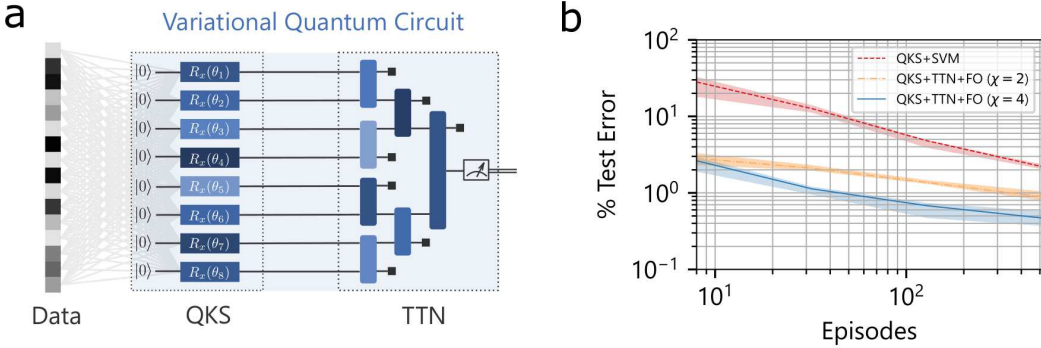 a
Variational Quantum Circuit
|0⟩ Rₓ(θ₁)
|0⟩ Rₓ(θ₂)
|0⟩ Rₓ(θ₃)
|0⟩ Rₓ(θ₄)
|0⟩ Rₓ(θ₅)
|0⟩ Rₓ(θ₆)
|0⟩ Rₓ(θ₇)
|0⟩ Rₓ(θ₈)
Data
QKS
TTN
b
% Test Error
10²
10¹
10⁰
10⁻¹
QKS+SVM
QKS+TTN+FO (χ = 2)
QKS+TTN+FO (χ = 4)
10¹ 10²
Episodes